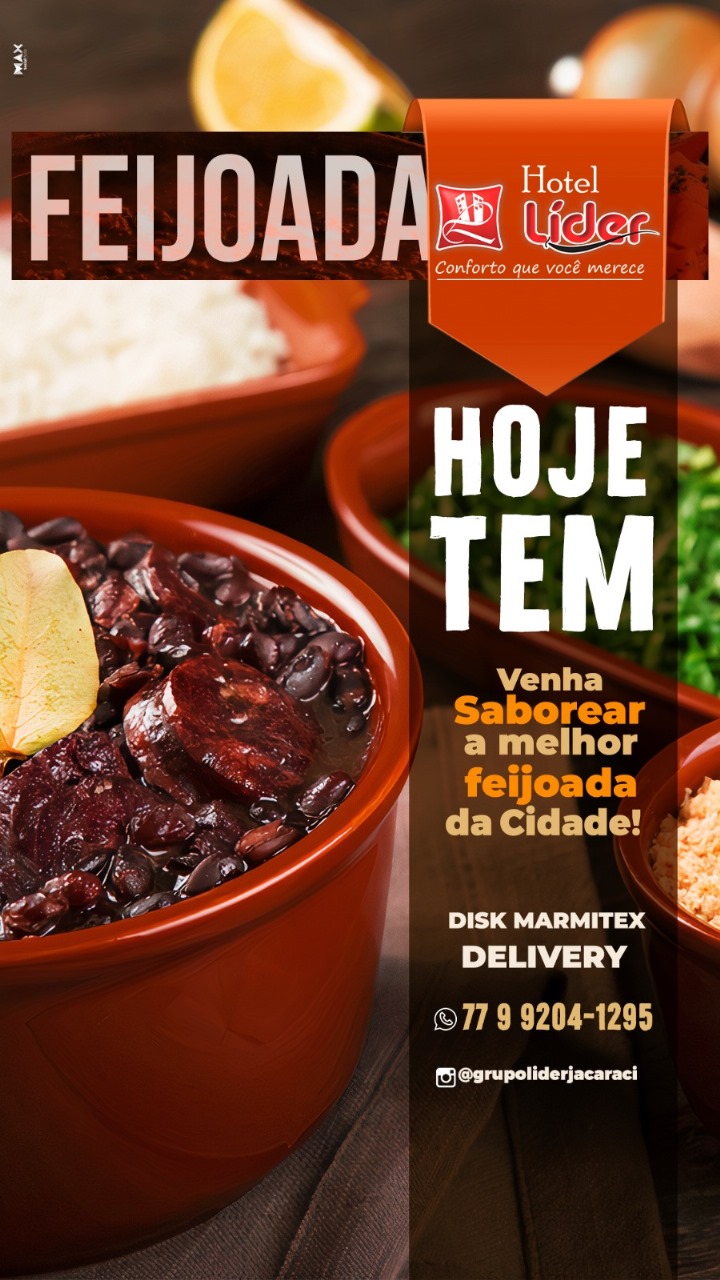 MAX
FEIJOADA
Hotel
Líder
Conforto que você merece
HOJE
TEM
Venha
Saborear
a melhor
feijoada
da Cidade!
DISK MARMITEX
DELIVERY
77 9 9204-1295
@grupoliderjacaraci